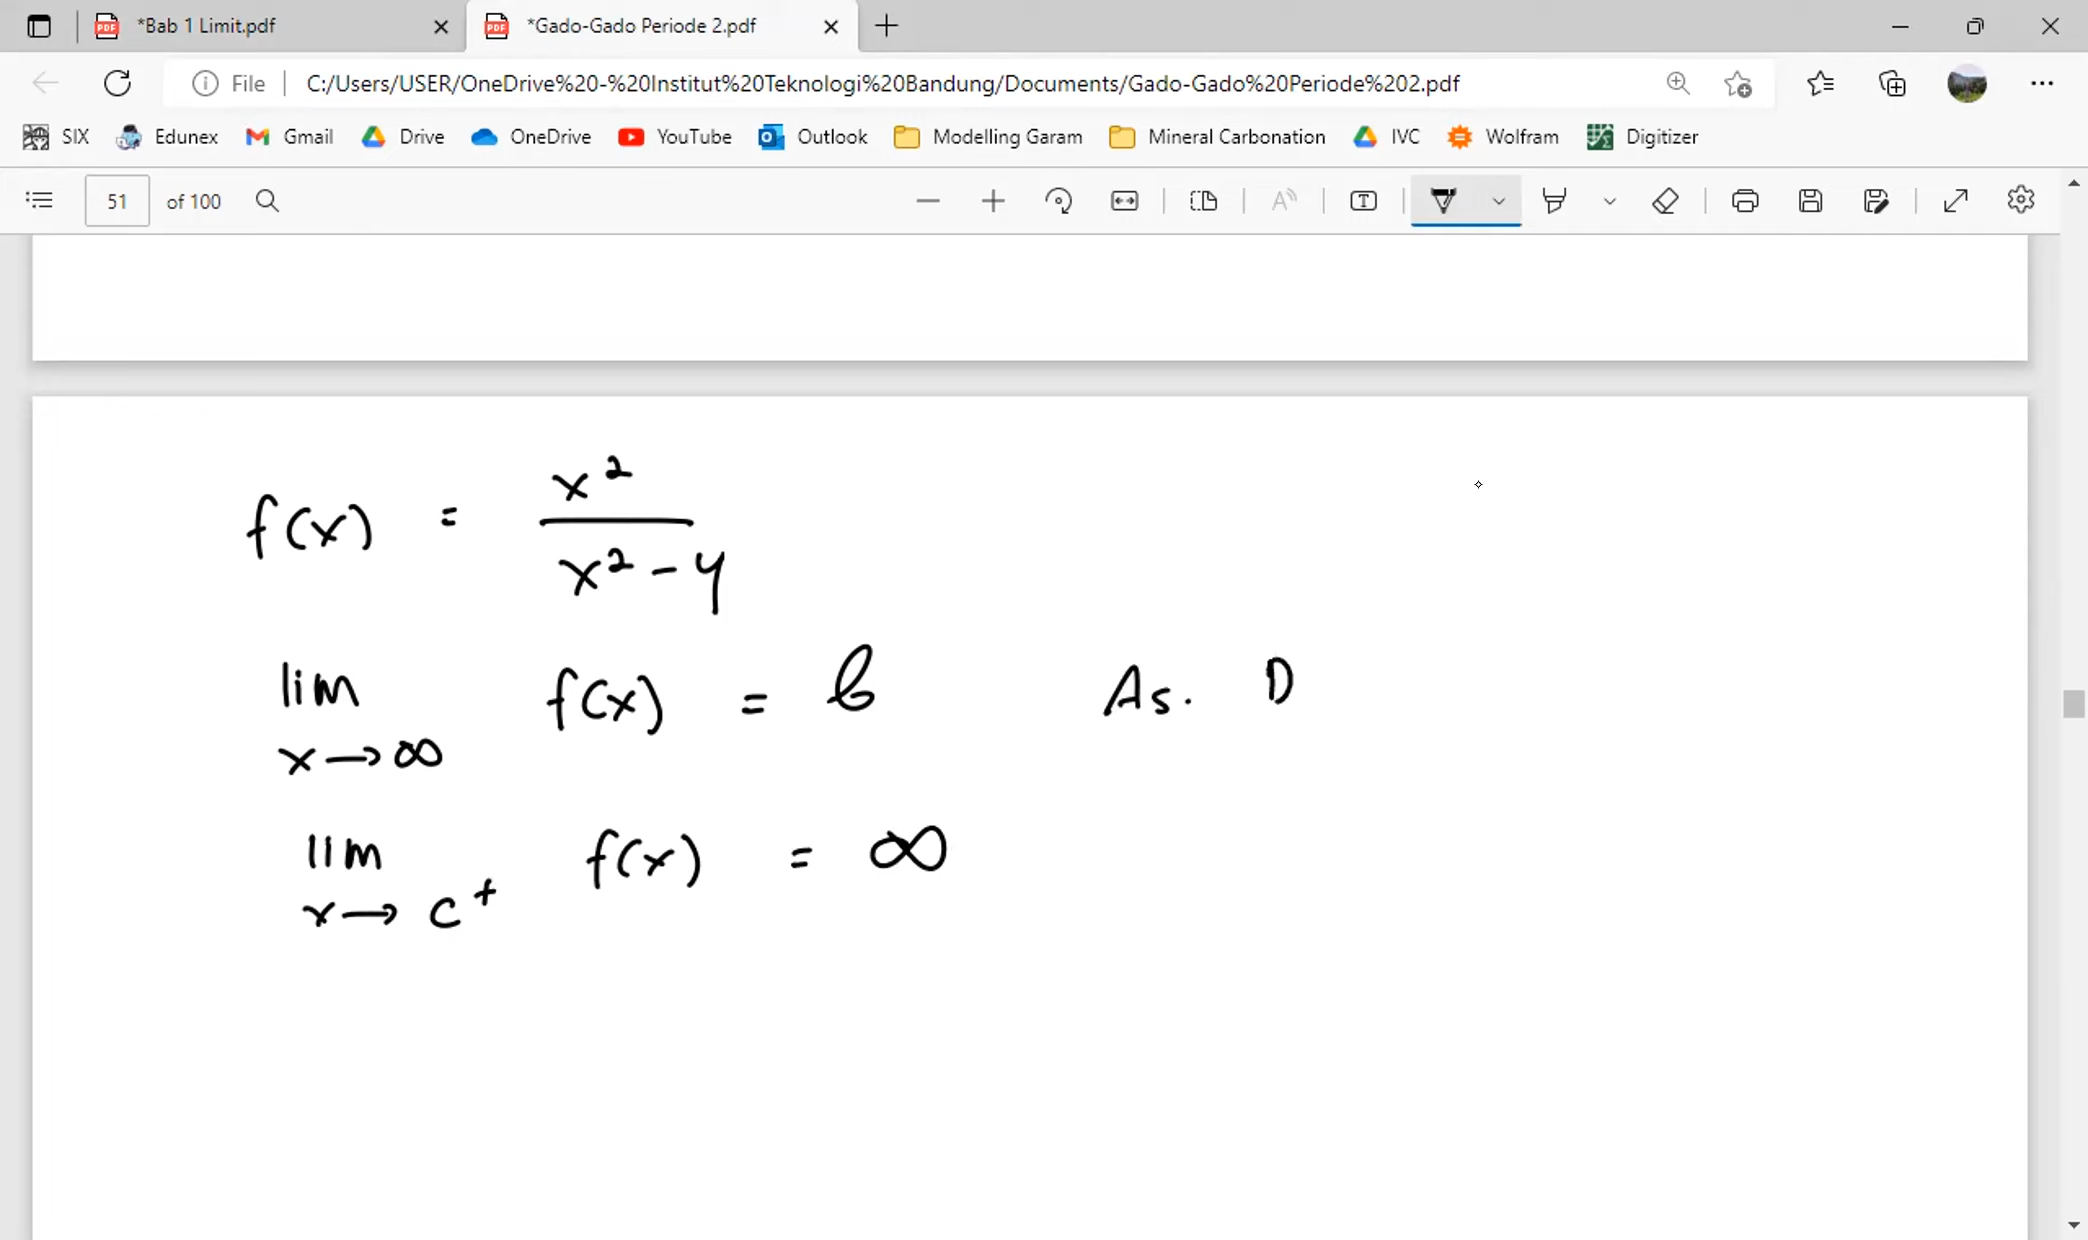 *Bab 1 Limit.pdf
*Gado-Gado Periode 2.pdf
File
C:/Users/USER/OneDrive%20-%20Institut%20Teknologi%20Bandung/Documents/Gado-Gado%20Periode%202.pdf
SIX Edunex Gmail Drive OneDrive YouTube Outlook Modelling Garam Mineral Carbonation IVC Wolfram Digitizer
51 of 100
x²
f(x) = ———
x² - 4
lim f(x) = b As. D
x → ∞
lim f(x) = ∞
x → c⁺